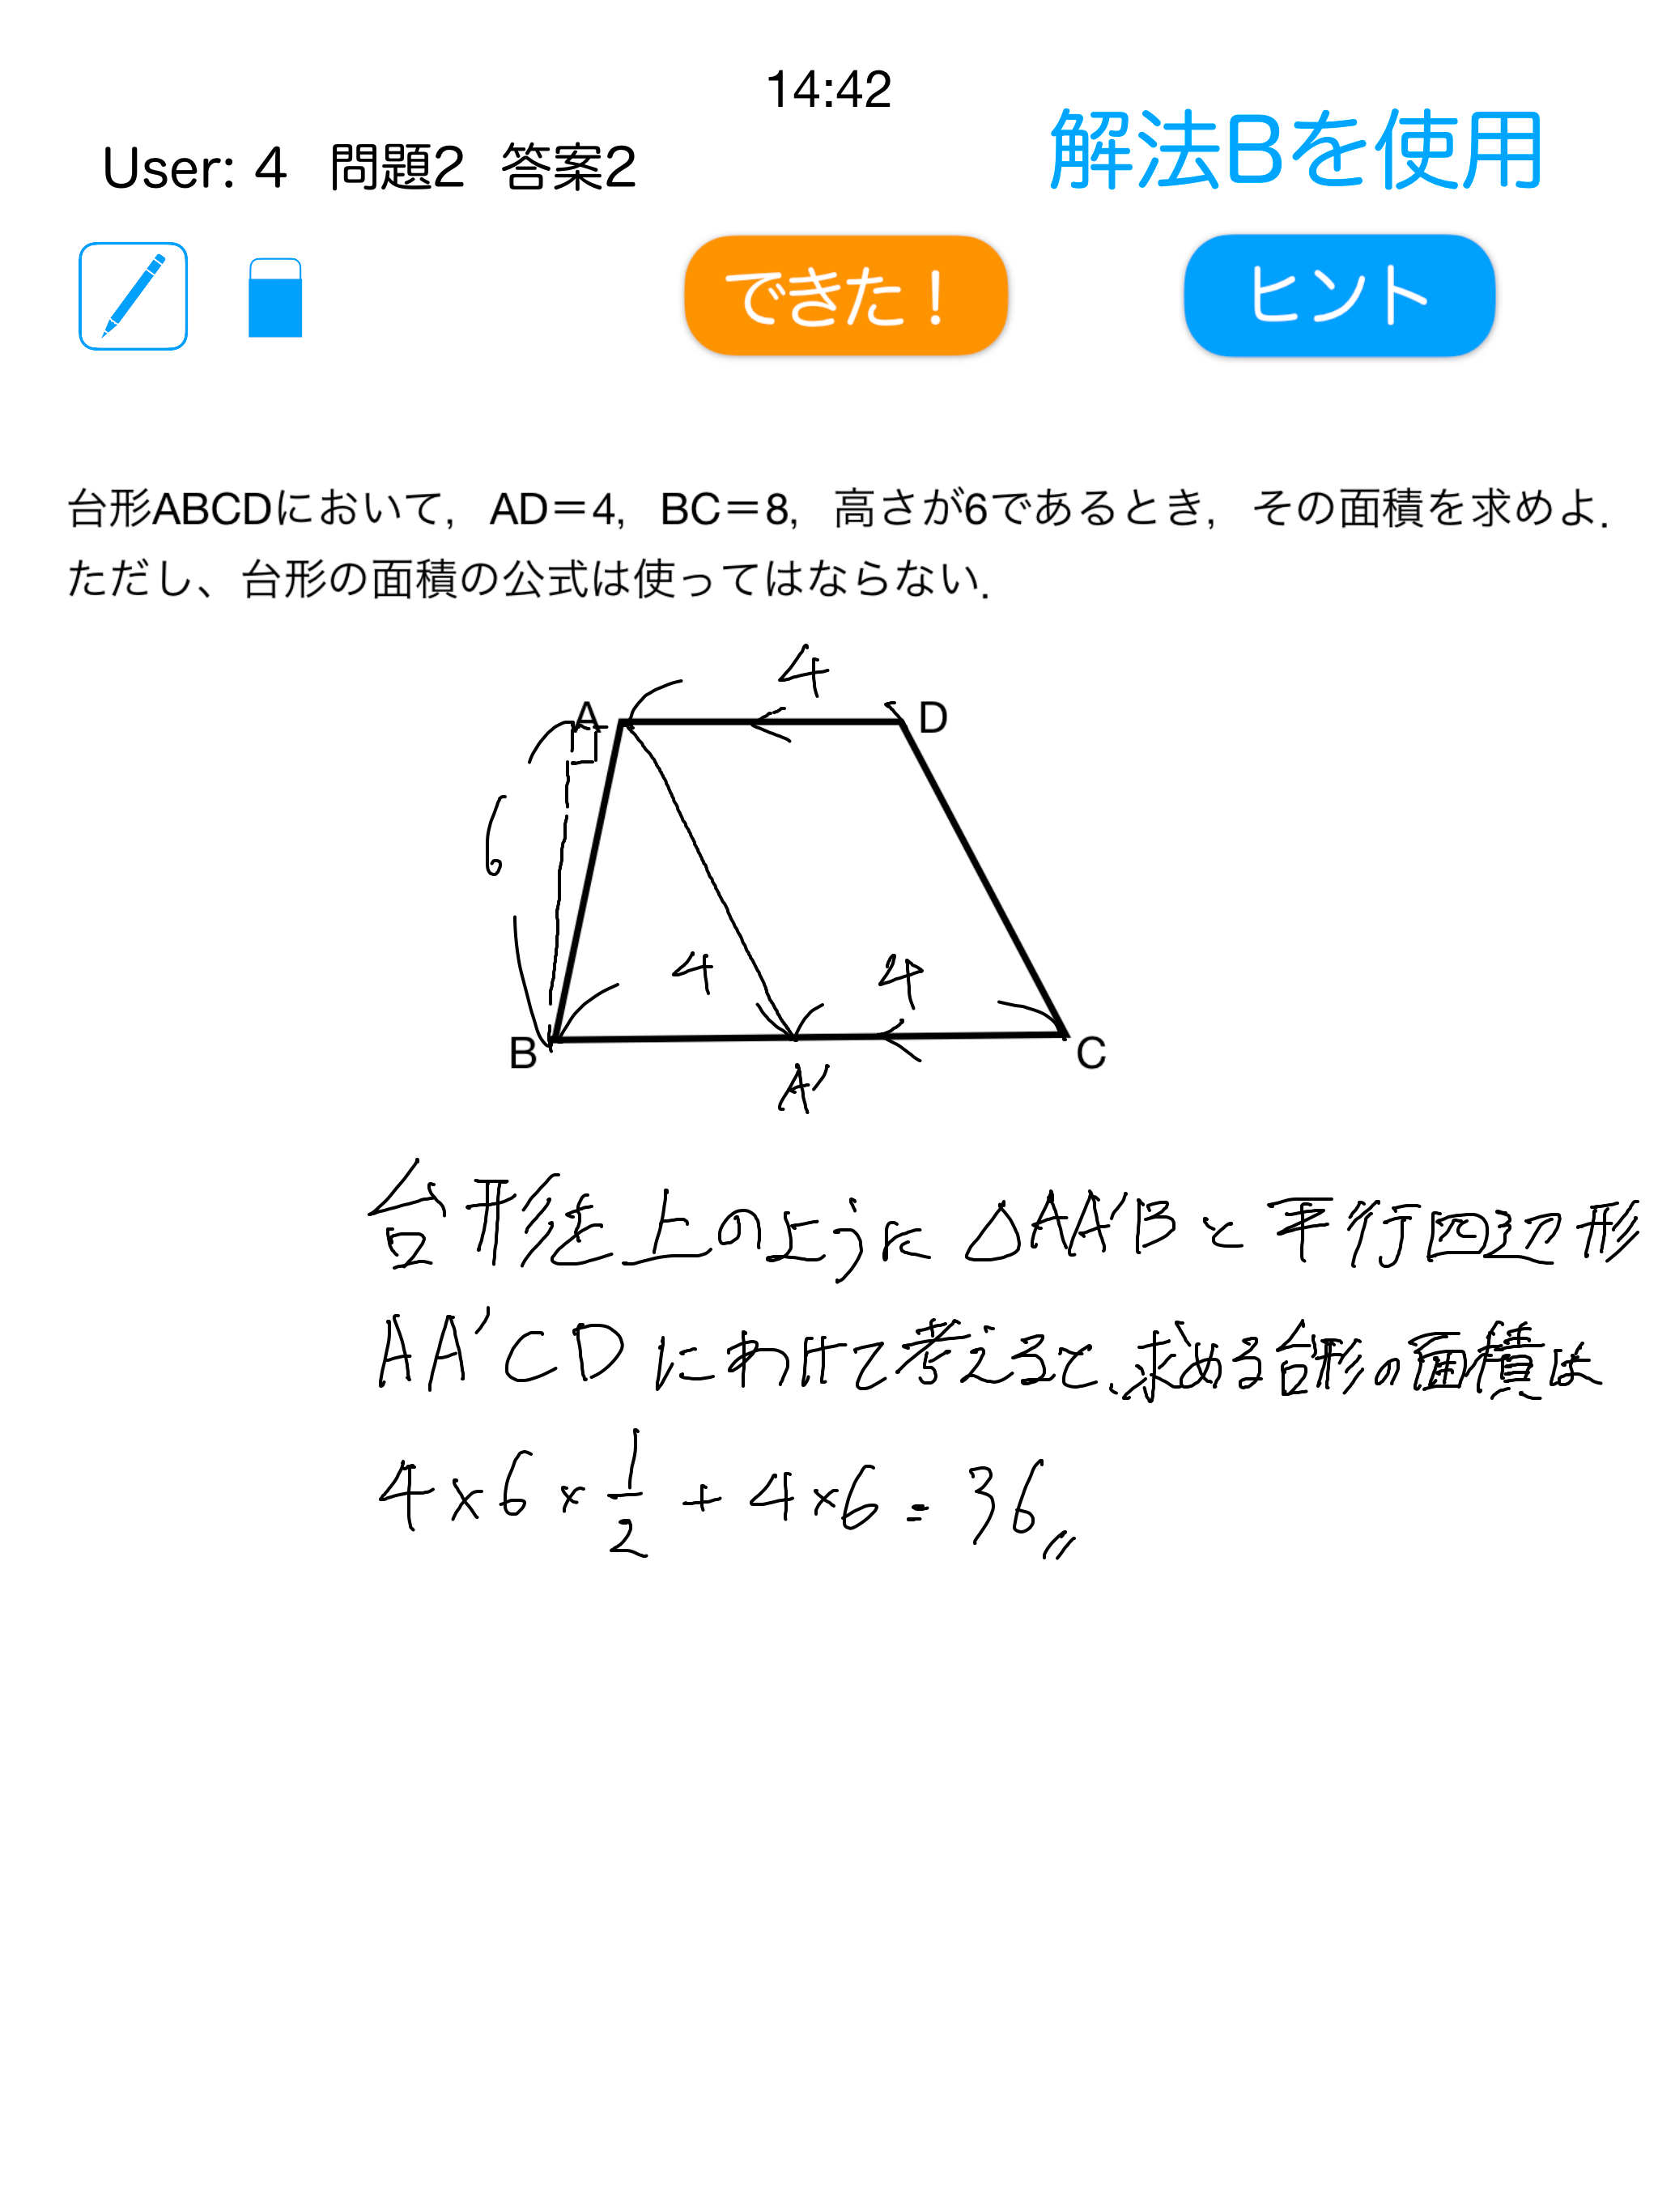 14:42
解法Bを使用
User: 4 問題2 答案2
できた！
ヒント
台形ABCDにおいて，AD＝4，BC＝8，高さが6であるとき，その面積を求めよ．
ただし、台形の面積の公式は使ってはならない．
4
A
D
6
4
4
B
C
A'
台形を上のように △AA'Bと平行四辺形
AA'CDにわけて考えると、求める台形の面積は
4×6×1/2+4×6=36〃